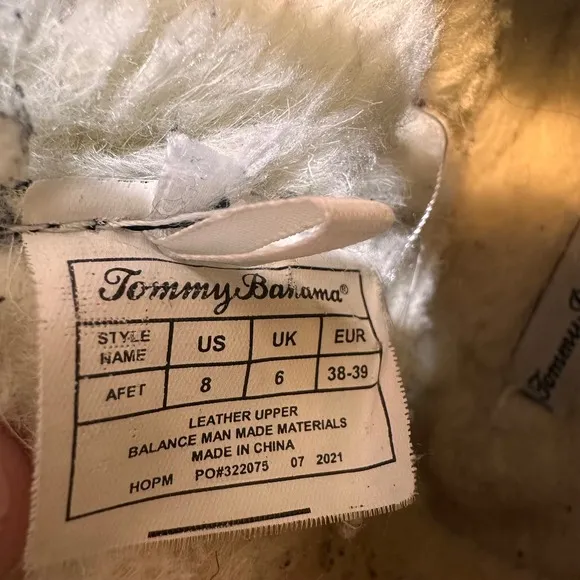 Tommy Bahama®
STYLE NAME US UK EUR
AFET 8 6 38-39
LEATHER UPPER
BALANCE MAN MADE MATERIALS
MADE IN CHINA
HOPM PO#322075 07 2021
Tommy